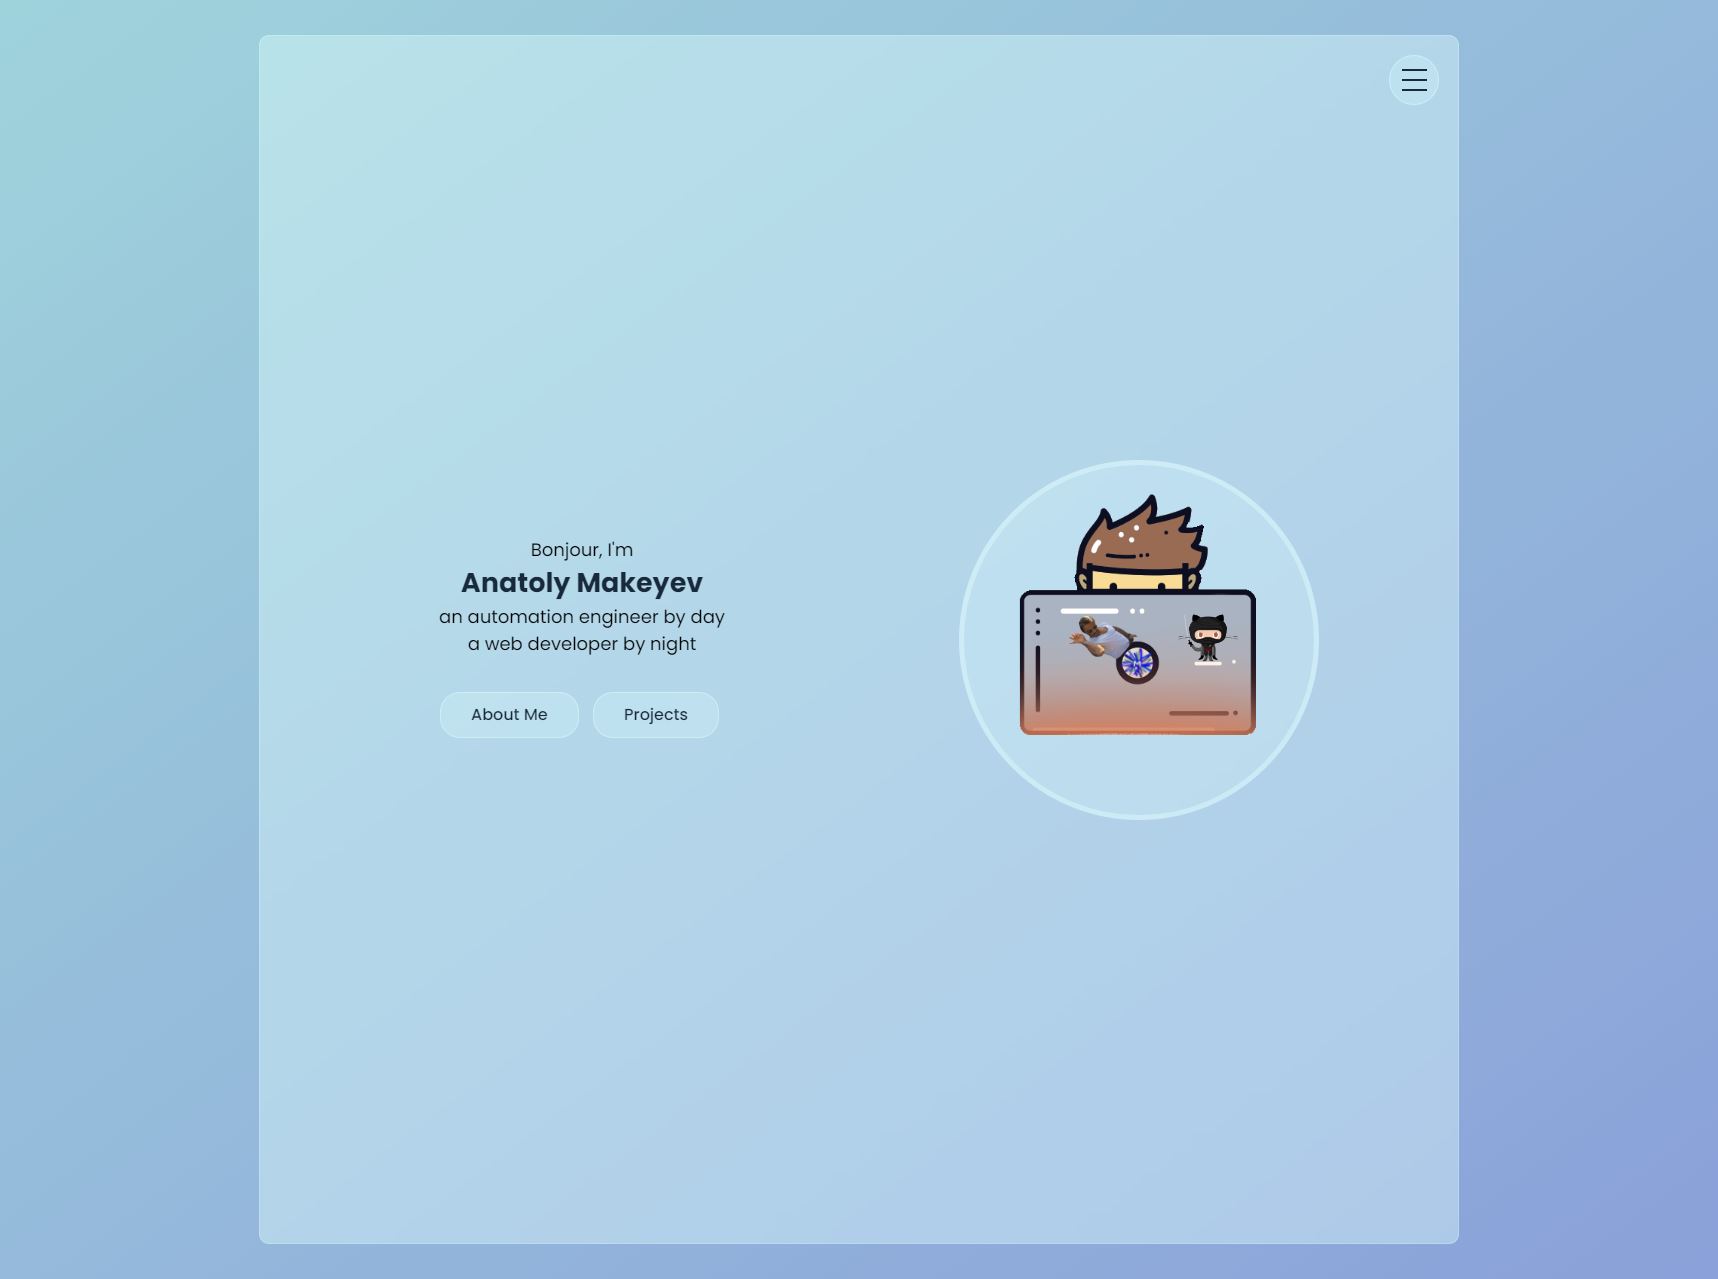 Bonjour, I'm
Anatoly Makeyev
an automation engineer by day
a web developer by night
About Me
Projects